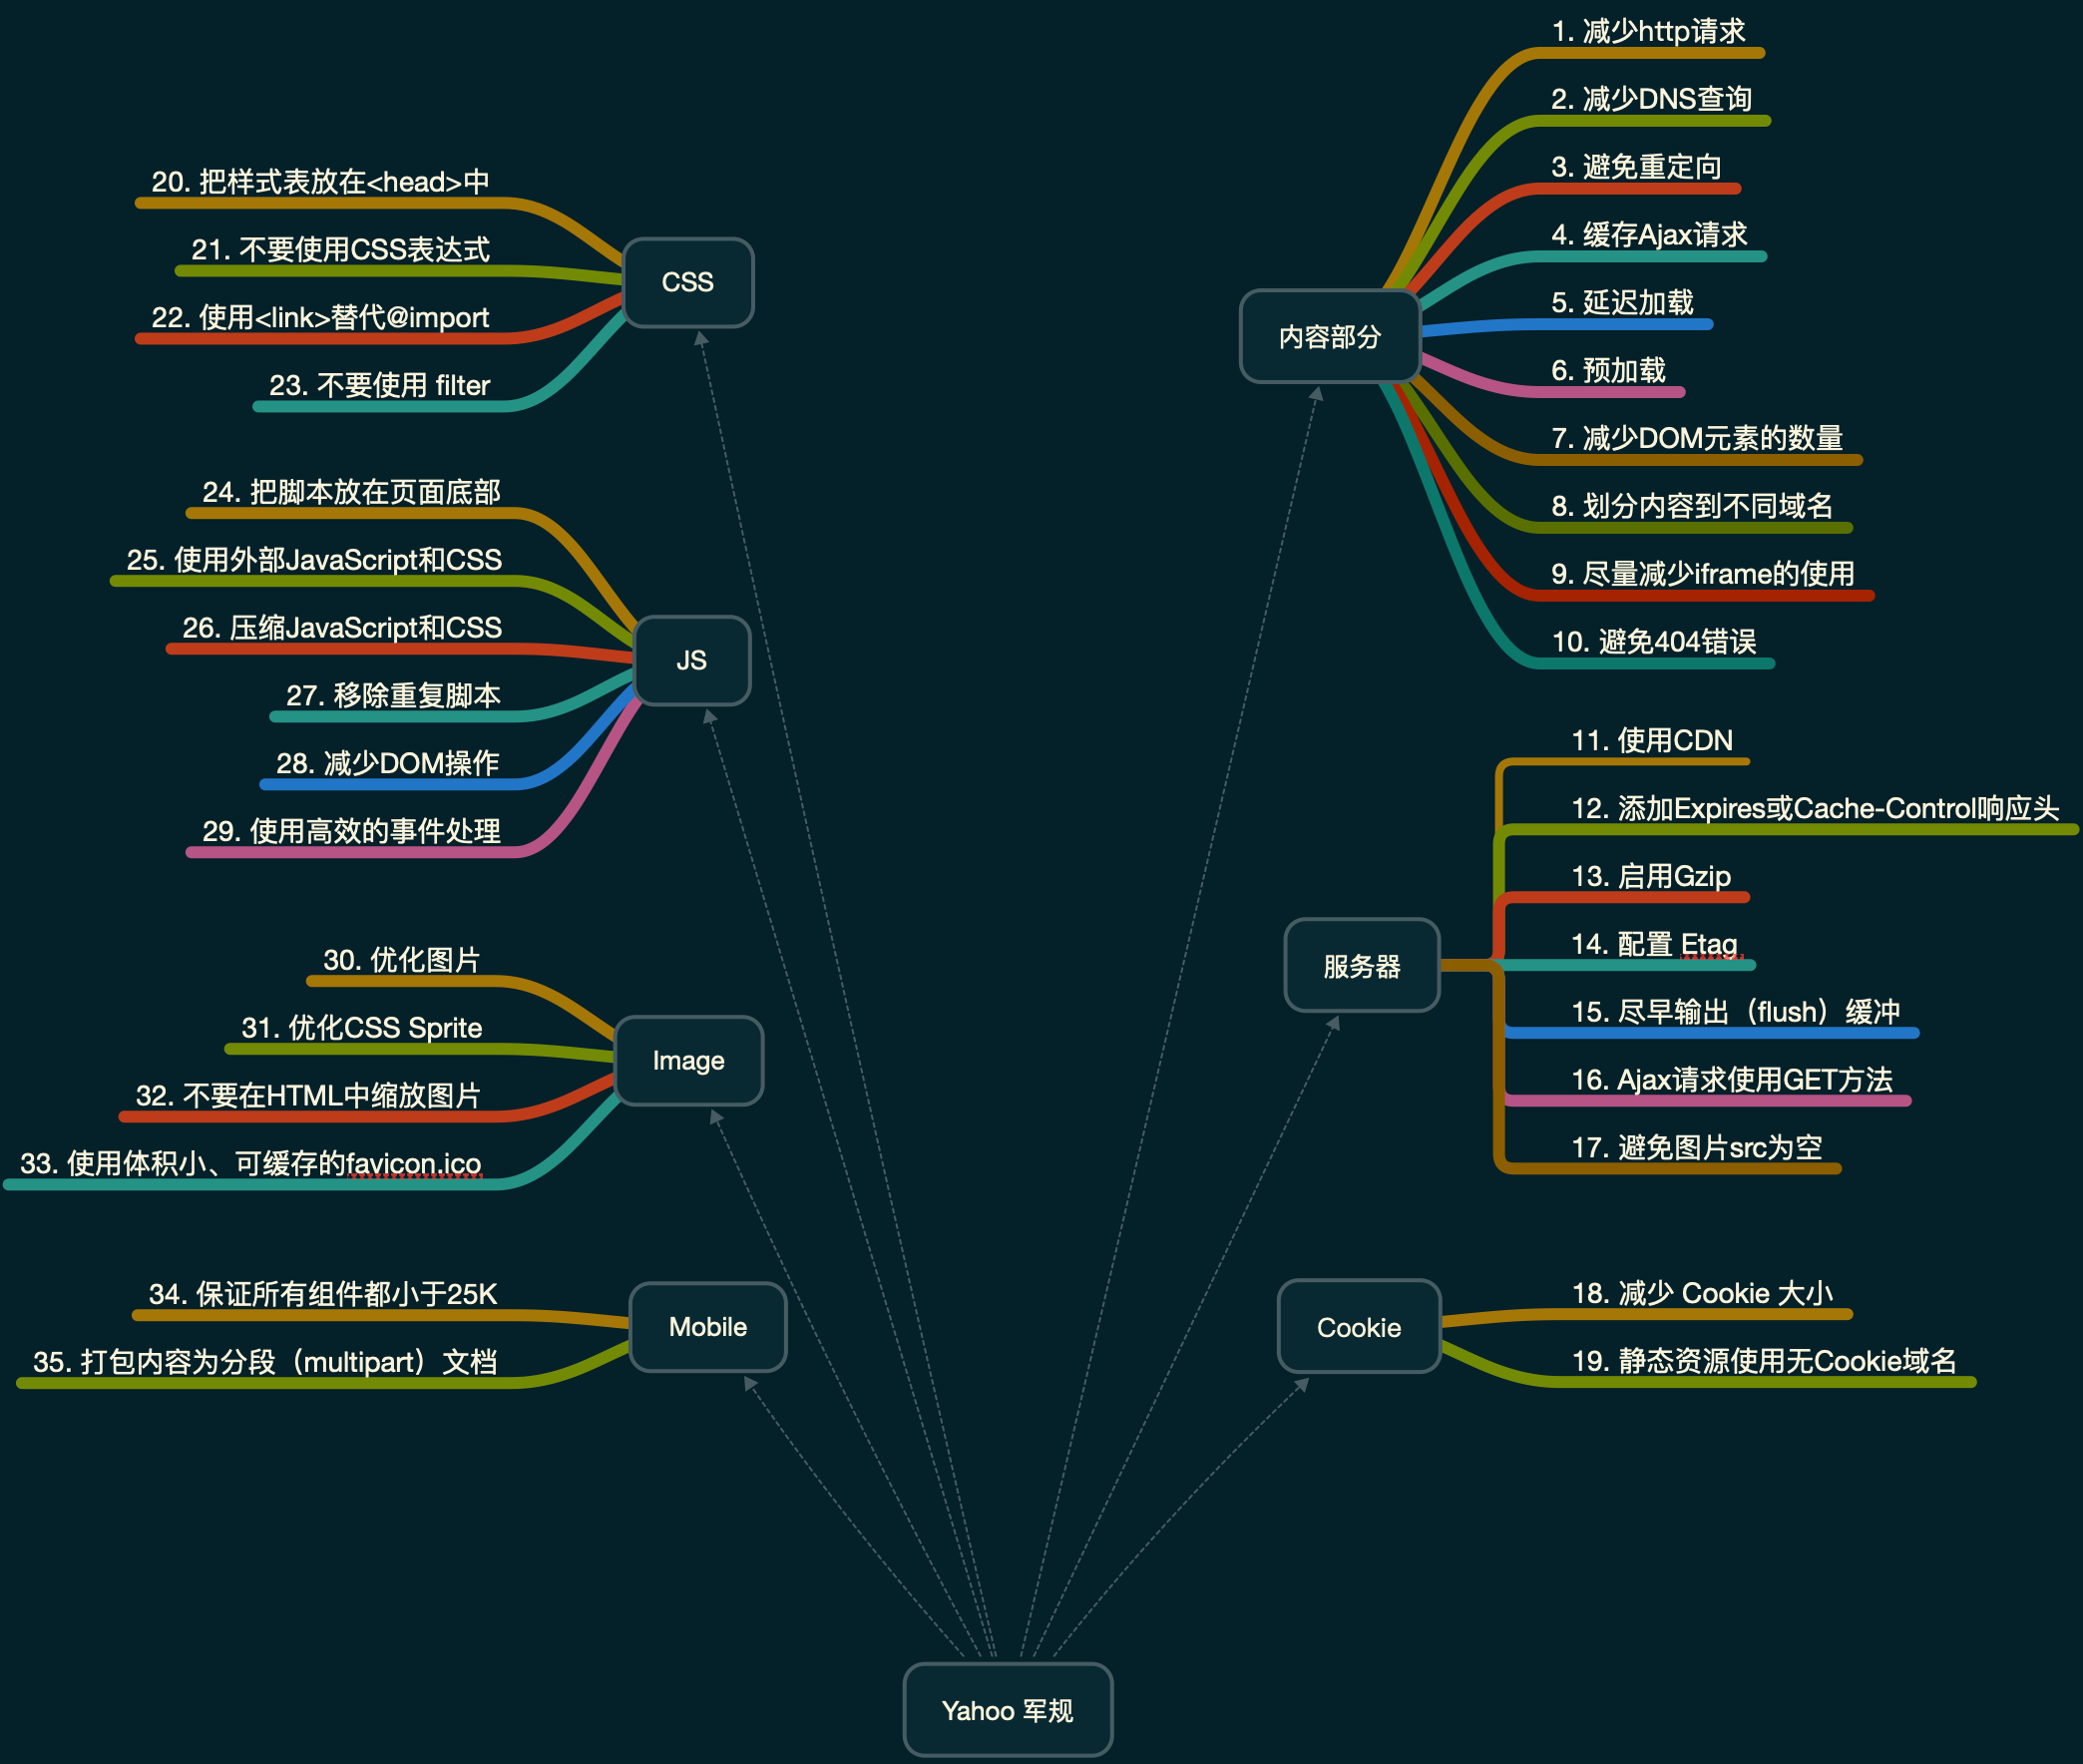 内容部分
1. 减少http请求
2. 减少DNS查询
3. 避免重定向
4. 缓存Ajax请求
5. 延迟加载
6. 预加载
7. 减少DOM元素的数量
8. 划分内容到不同域名
9. 尽量减少iframe的使用
10. 避免404错误
服务器
11. 使用CDN
12. 添加Expires或Cache-Control响应头
13. 启用Gzip
14. 配置 Etag
15. 尽早输出（flush）缓冲
16. Ajax请求使用GET方法
17. 避免图片src为空
Cookie
18. 减少 Cookie 大小
19. 静态资源使用无Cookie域名
CSS
20. 把样式表放在<head>中
21. 不要使用CSS表达式
22. 使用<link>替代@import
23. 不要使用 filter
JS
24. 把脚本放在页面底部
25. 使用外部JavaScript和CSS
26. 压缩JavaScript和CSS
27. 移除重复脚本
28. 减少DOM操作
29. 使用高效的事件处理
Image
30. 优化图片
31. 优化CSS Sprite
32. 不要在HTML中缩放图片
33. 使用体积小、可缓存的favicon.ico
Mobile
34. 保证所有组件都小于25K
35. 打包内容为分段（multipart）文档
Yahoo 军规